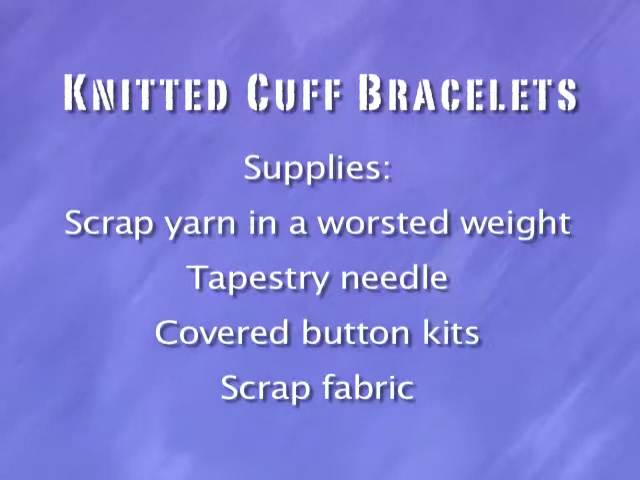 Knitted Cuff Bracelets
Supplies:
Scrap yarn in a worsted weight
Tapestry needle
Covered button kits
Scrap fabric